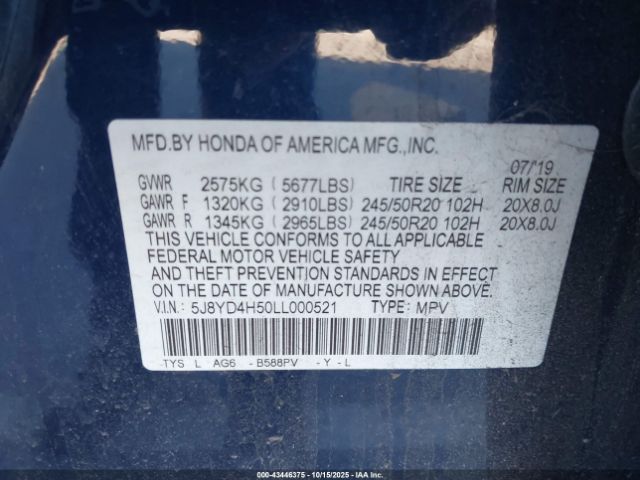 MFD.BY HONDA OF AMERICA MFG.,INC.
07/'19
GVWR 2575KG (5677LBS) TIRE SIZE RIM SIZE
GAWR F 1320KG (2910LBS) 245/50R20 102H 20X8.0J
GAWR R 1345KG (2965LBS) 245/50R20 102H 20X8.0J
THIS VEHICLE CONFORMS TO ALL APPLICABLE
FEDERAL MOTOR VEHICLE SAFETY
AND THEFT PREVENTION STANDARDS IN EFFECT
ON THE DATE OF MANUFACTURE SHOWN ABOVE.
V.I.N.: 5J8YD4H50LL000521 TYPE: MPV
TYS L AG6 -B588PV -Y-L
© 000-43446375 - 10/15/2025 - IAA Inc.